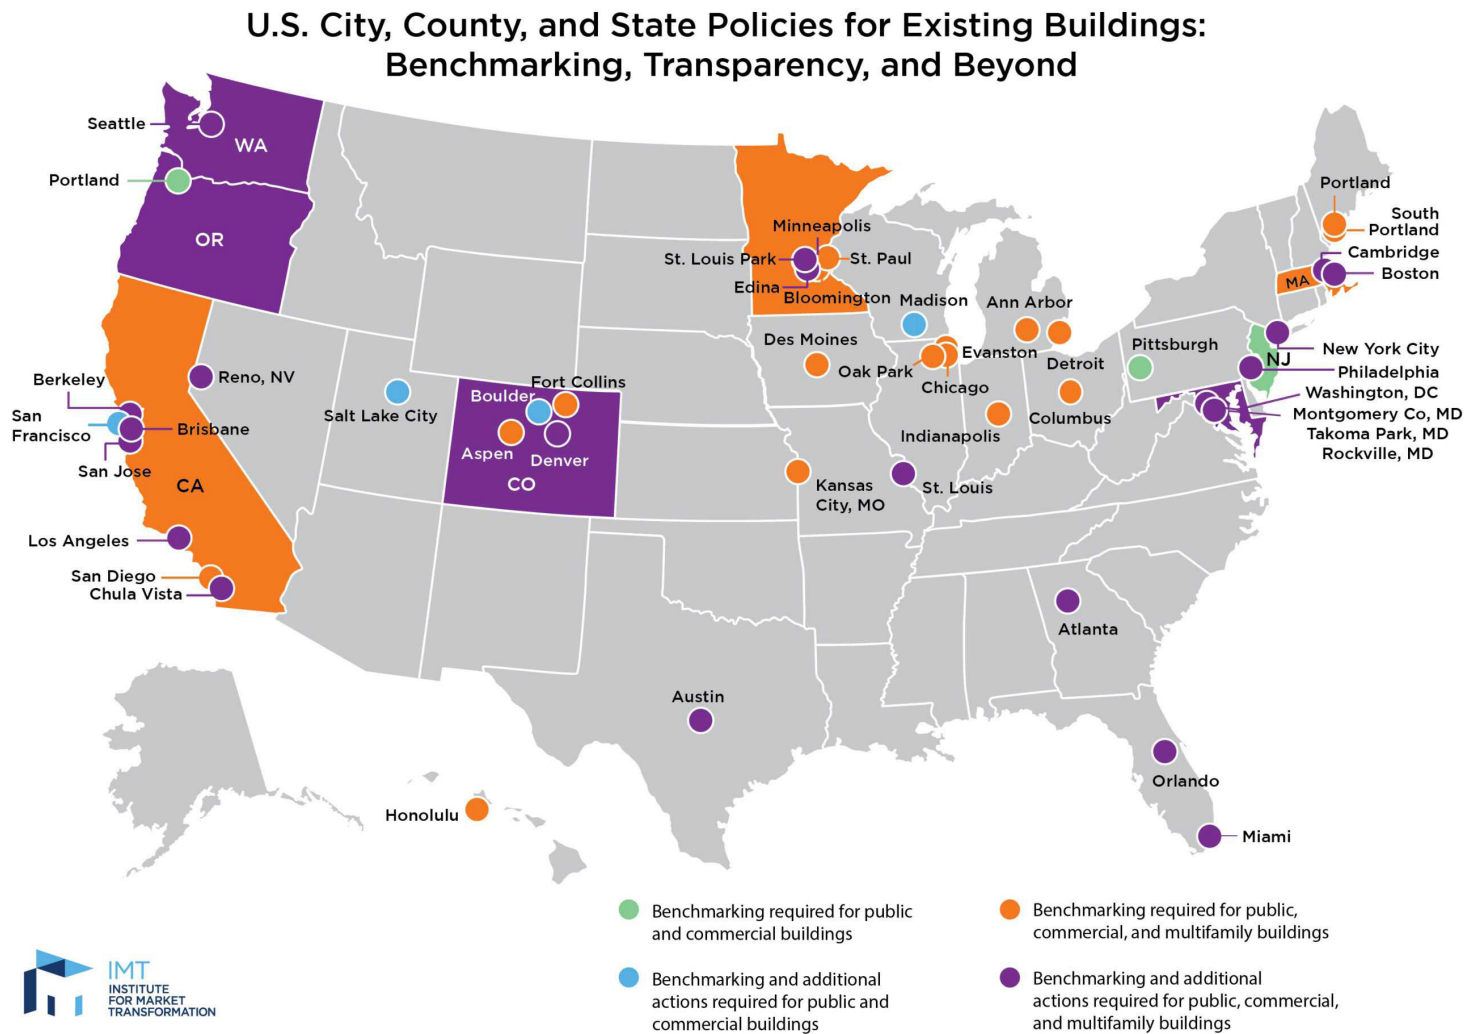 U.S. City, County, and State Policies for Existing Buildings:
Benchmarking, Transparency, and Beyond
Seattle
WA
Portland
OR
Minneapolis
St. Louis Park
St. Paul
Edina
Bloomington
Madison
Ann Arbor
Portland
South
Portland
Cambridge
MA
Boston
Des Moines
Oak Park
Evanston
Chicago
Detroit
Pittsburgh
NJ
New York City
Philadelphia
Washington, DC
Montgomery Co, MD
Takoma Park, MD
Rockville, MD
Berkeley
San
Francisco
Brisbane
San Jose
Reno, NV
Salt Lake City
Fort Collins
Boulder
Aspen
Denver
CO
Indianapolis
Columbus
CA
Kansas
City, MO
St. Louis
Los Angeles
San Diego
Chula Vista
Atlanta
Austin
Orlando
Honolulu
Miami
Benchmarking required for public
and commercial buildings
Benchmarking required for public,
commercial, and multifamily buildings
Benchmarking and additional
actions required for public and
commercial buildings
Benchmarking and additional
actions required for public, commercial,
and multifamily buildings
IMT
INSTITUTE
FOR MARKET
TRANSFORMATION